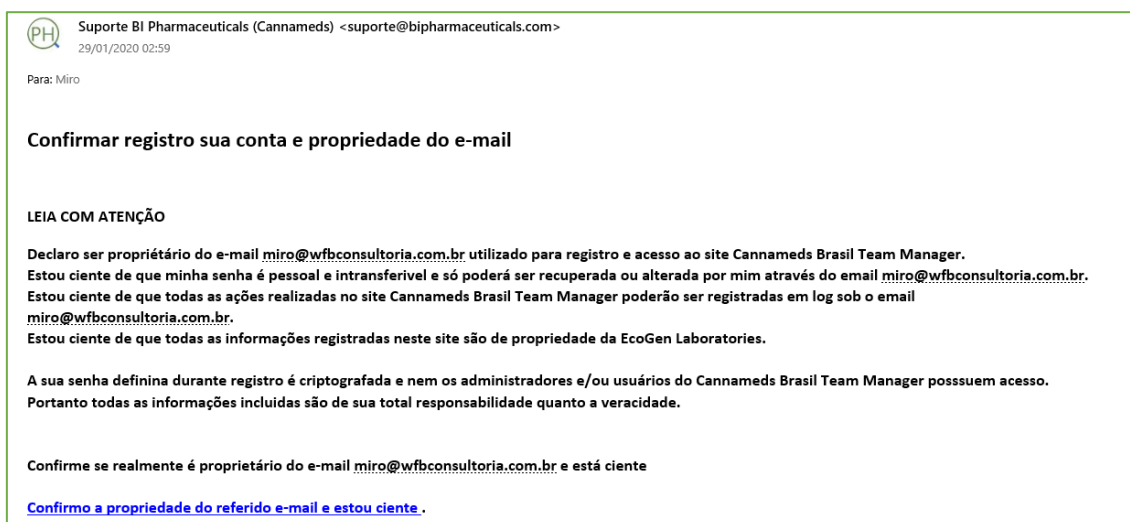 PH
Suporte BI Pharmaceuticals (Cannameds) <suporte@bipharmaceuticals.com>
29/01/2020 02:59
Para: Miro
Confirmar registro sua conta e propriedade do e-mail
LEIA COM ATENÇÃO
Declaro ser propriétário do e-mail miro@wfbconsultoria.com.br utilizado para registro e acesso ao site Cannameds Brasil Team Manager.
Estou ciente de que minha senha é pessoal e intransferivel e só poderá ser recuperada ou alterada por mim através do email miro@wfbconsultoria.com.br.
Estou ciente de que todas as ações realizadas no site Cannameds Brasil Team Manager poderão ser registradas em log sob o email
miro@wfbconsultoria.com.br.
Estou ciente de que todas as informações registradas neste site são de propriedade da EcoGen Laboratories.
A sua senha definina durante registro é criptografada e nem os administradores e/ou usuários do Cannameds Brasil Team Manager posssuem acesso.
Portanto todas as informações incluidas são de sua total responsabilidade quanto a veracidade.
Confirme se realmente é proprietário do e-mail miro@wfbconsultoria.com.br e está ciente
Confirmo a propriedade do referido e-mail e estou ciente .